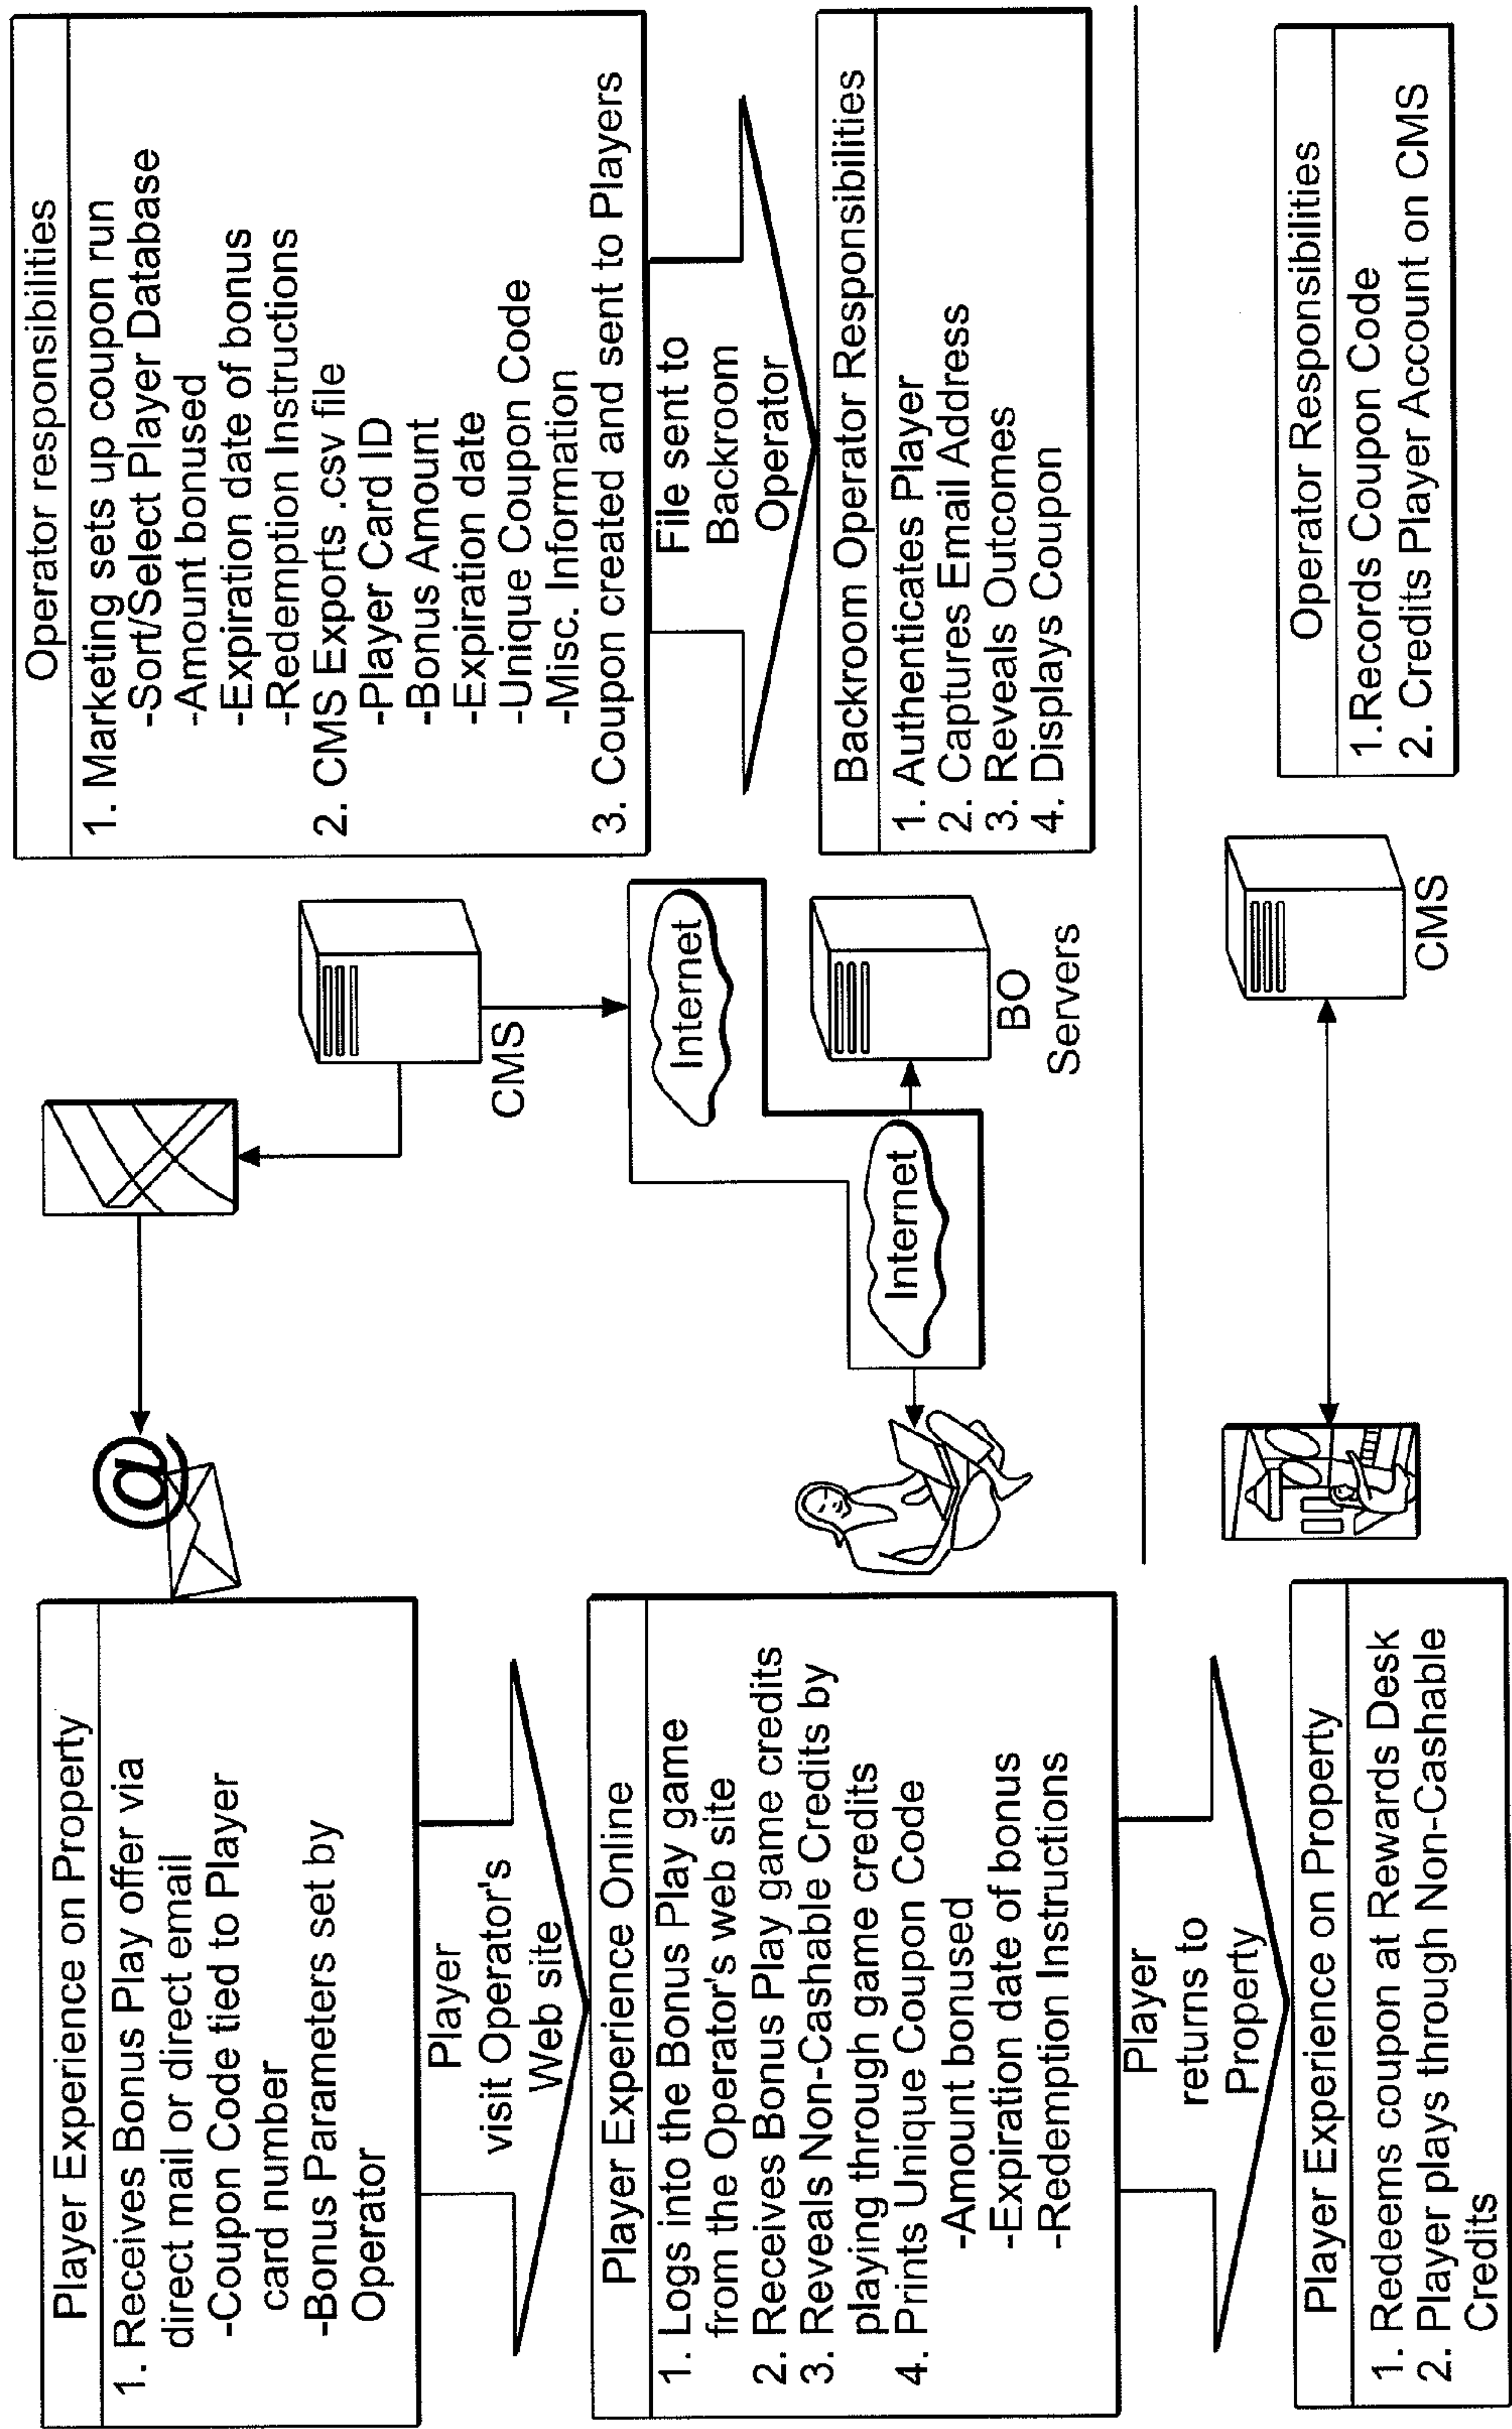 Player Experience on Property
1. Receives Bonus Play offer via
direct mail or direct email
-Coupon Code tied to Player
card number
-Bonus Parameters set by
Operator
Player
visit Operator's
Web site
Player Experience Online
1. Logs into the Bonus Play game
from the Operator's web site
2. Receives Bonus Play game credits
3. Reveals Non-Cashable Credits by
playing through game credits
4. Prints Unique Coupon Code
-Amount bonused
-Expiration date of bonus
-Redemption Instructions
Player
returns to
Property
Player Experience on Property
1. Redeems coupon at Rewards Desk
2. Player plays through Non-Cashable
Credits
@
CMS
Internet
Internet
BO
Servers
CMS
Operator responsibilities
1. Marketing sets up coupon run
-Sort/Select Player Database
-Amount bonused
-Expiration date of bonus
-Redemption Instructions
2. CMS Exports .csv file
-Player Card ID
-Bonus Amount
-Expiration date
-Unique Coupon Code
-Misc. Information
3. Coupon created and sent to Players
File sent to
Backroom
Operator
Backroom Operator Responsibilities
1. Authenticates Player
2. Captures Email Address
3. Reveals Outcomes
4. Displays Coupon
Operator Responsibilities
1.Records Coupon Code
2. Credits Player Account on CMS